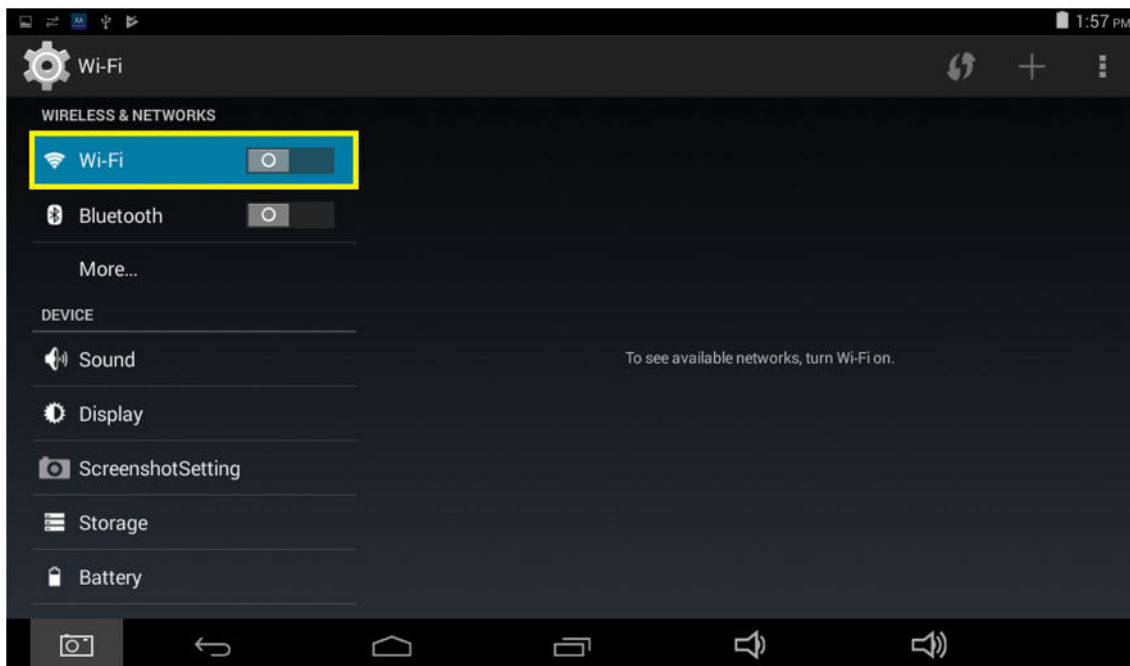 1:57 PM
Wi-Fi
WIRELESS & NETWORKS
Wi-Fi
Bluetooth
More...
DEVICE
Sound
To see available networks, turn Wi-Fi on.
Display
ScreenshotSetting
Storage
Battery